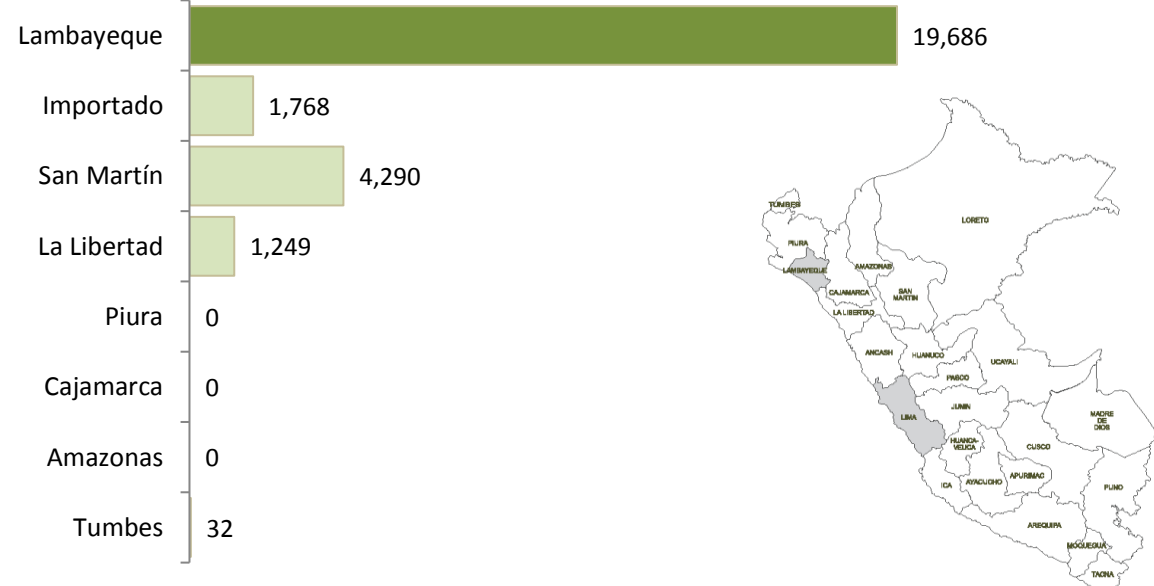 Lambayeque 19,686
Importado 1,768
San Martín 4,290
La Libertad 1,249
Piura 0
Cajamarca 0
Amazonas 0
Tumbes 32
TUMBES
LORETO
PIURA
LAMBAYEQUE
AMAZONAS
CAJAMARCA
SAN
MARTIN
LA LIBERTAD
ANCASH
HUANUCO
UCAYALI
PASCO
LIMA
JUNIN
MADRE
DE
DIOS
HUANCA-
VELICA
CUSCO
ICA
AYACUCHO
APURIMAC
PUNO
AREQUIPA
MOQUEGUA
TACNA